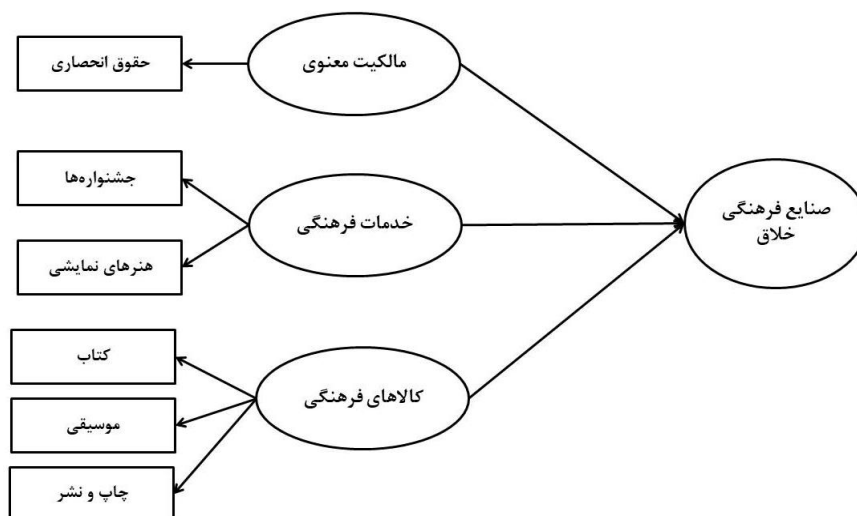 مالکیت معنوی
حقوق انحصاری
جشنواره‌ها
خدمات فرهنگی
هنرهای نمایشی
صنایع فرهنگی
خلاق
کتاب
کالاهای فرهنگی
موسیقی
چاپ و نشر